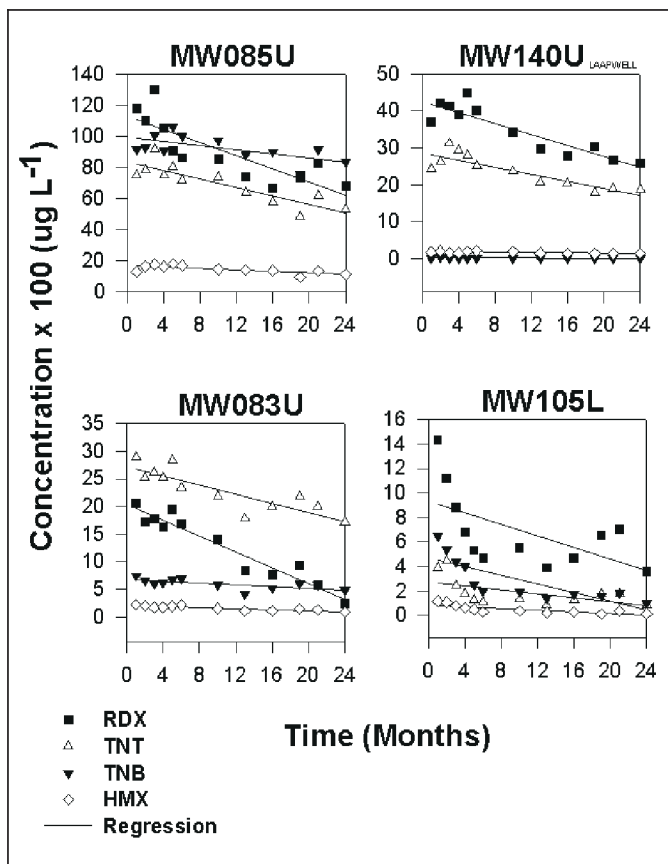 MW085U
MW140U LAAPWELL
Concentration x 100 (ug L-1)
140
120
100
80
60
40
20
0
0 4 8 12 16 20 24
50
40
30
20
10
0
0 4 8 12 16 20 24
MW083U
MW105L
35
30
25
20
15
10
5
0
0 4 8 12 16 20 24
16
14
12
10
8
6
4
2
0
0 4 8 12 16 20 24
Time (Months)
RDX
TNT
TNB
HMX
Regression